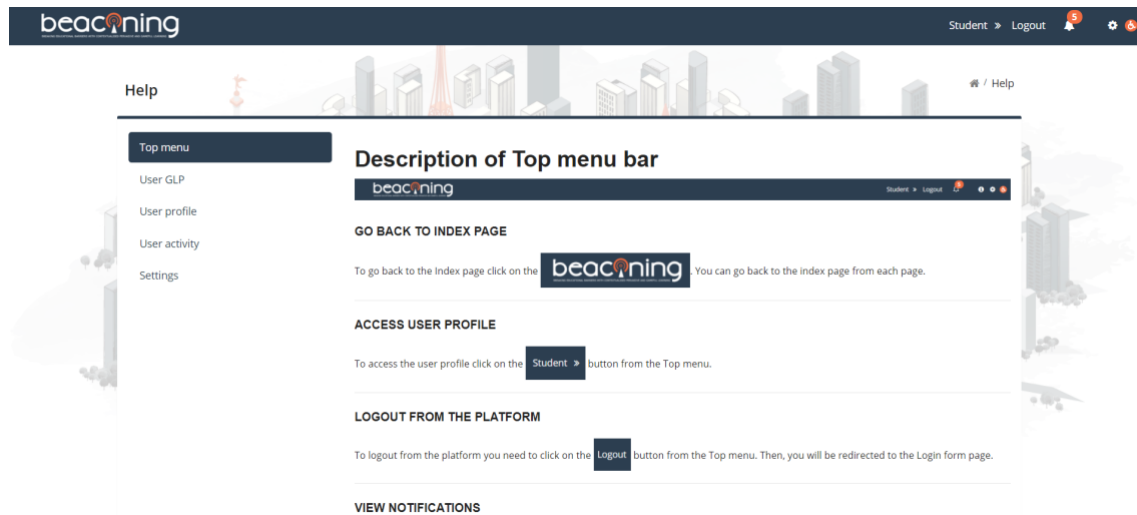 beaconing
Student » Logout 5
Help
Help
/ Help
Top menu
User GLP
User profile
User activity
Settings
Description of Top menu bar
beaconing
Student » Logout 5
GO BACK TO INDEX PAGE
To go back to the Index page click on the beaconing . You can go back to the index page from each page.
ACCESS USER PROFILE
To access the user profile click on the Student » button from the Top menu.
LOGOUT FROM THE PLATFORM
To logout from the platform you need to click on the Logout button from the Top menu. Then, you will be redirected to the Login form page.
VIEW NOTIFICATIONS